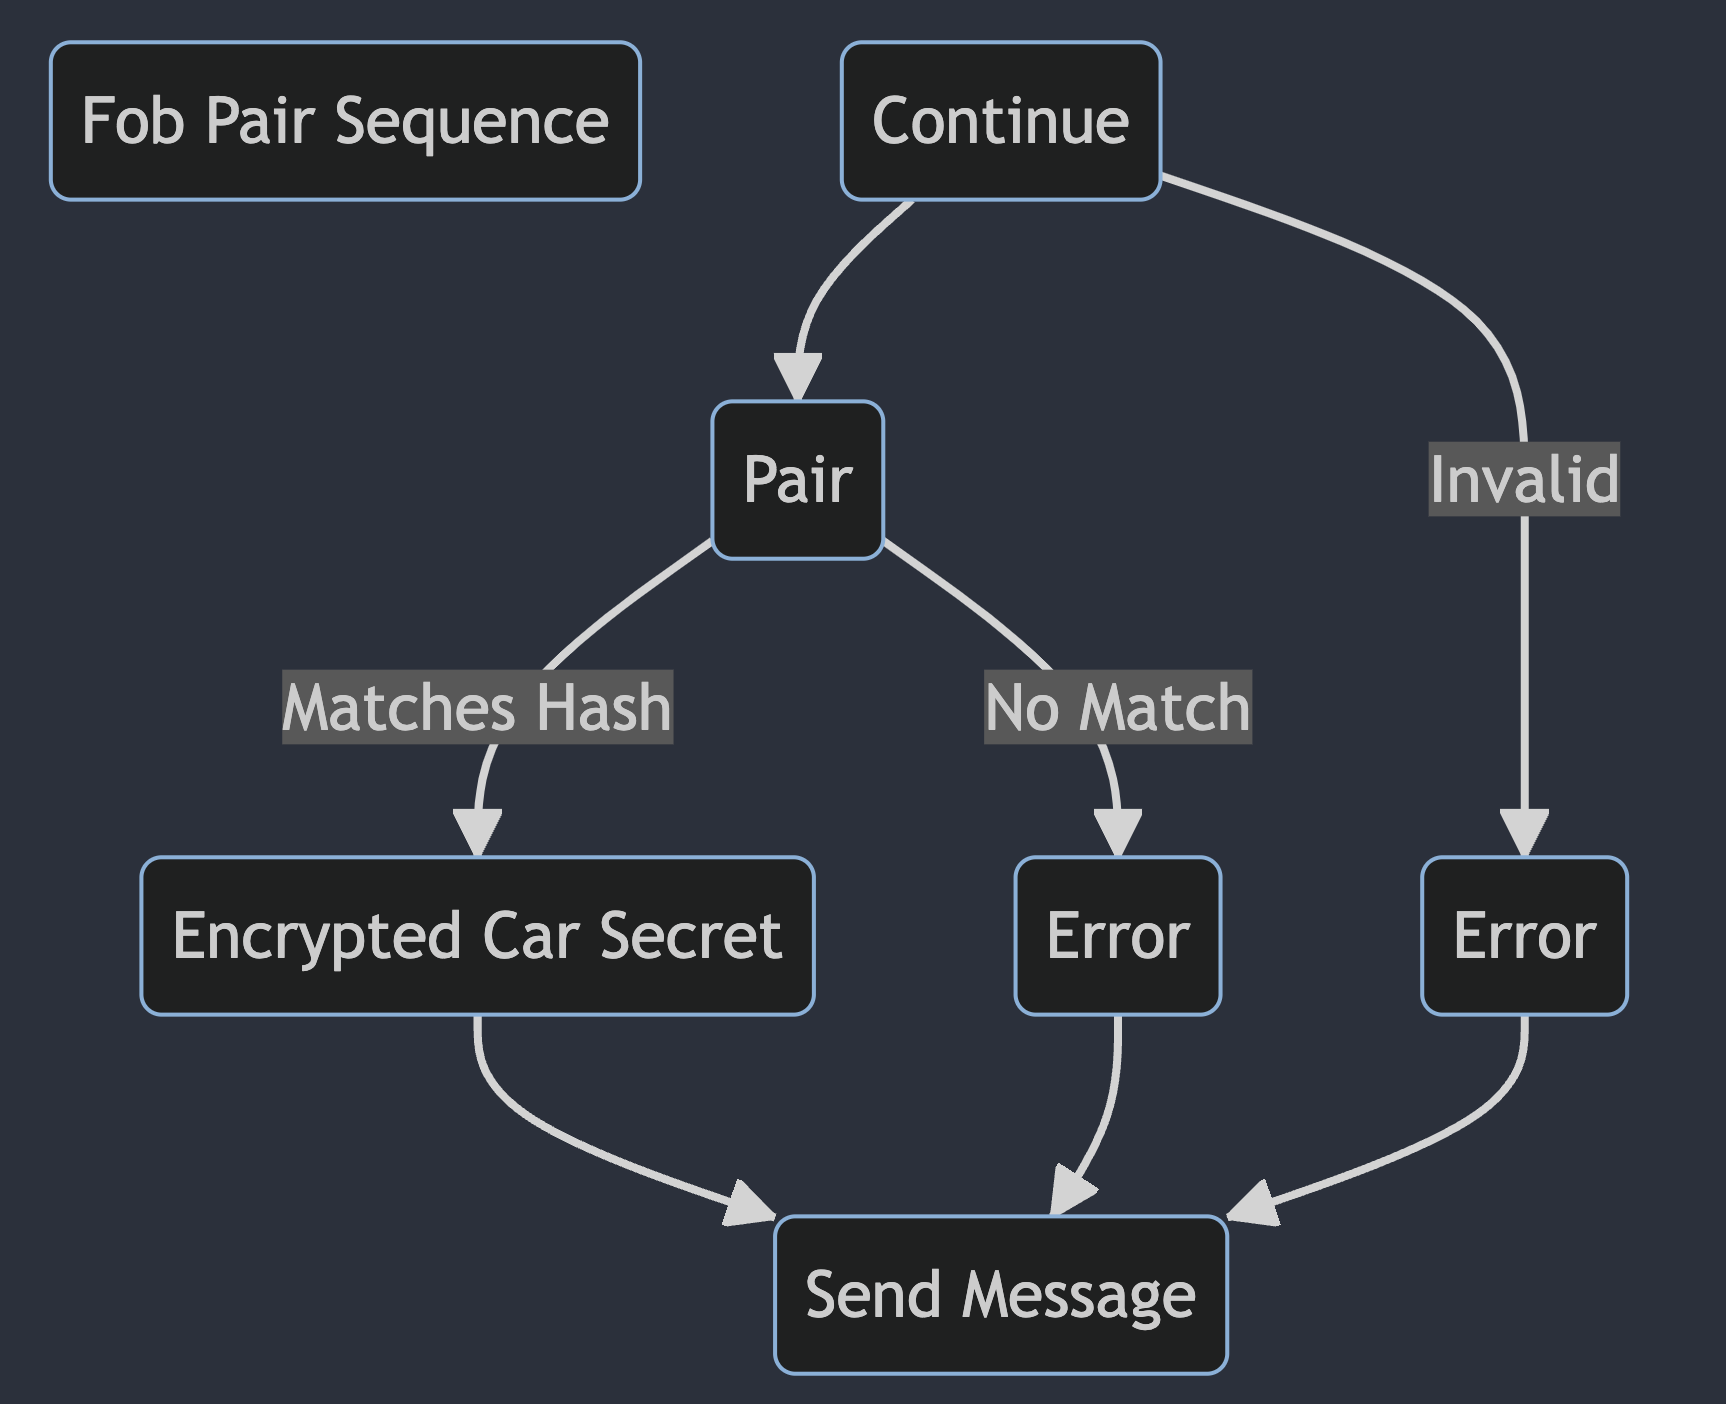 Fob Pair Sequence
Continue
Pair
Invalid
Matches Hash
No Match
Encrypted Car Secret
Error
Error
Send Message